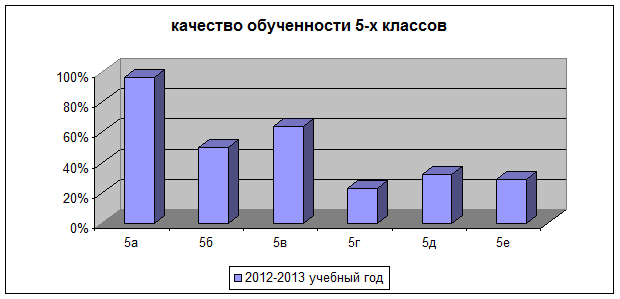 качество обученности 5-х классов
100%
80%
60%
40%
20%
0%
5а 5б 5в 5г 5д 5е
2012-2013 учебный год